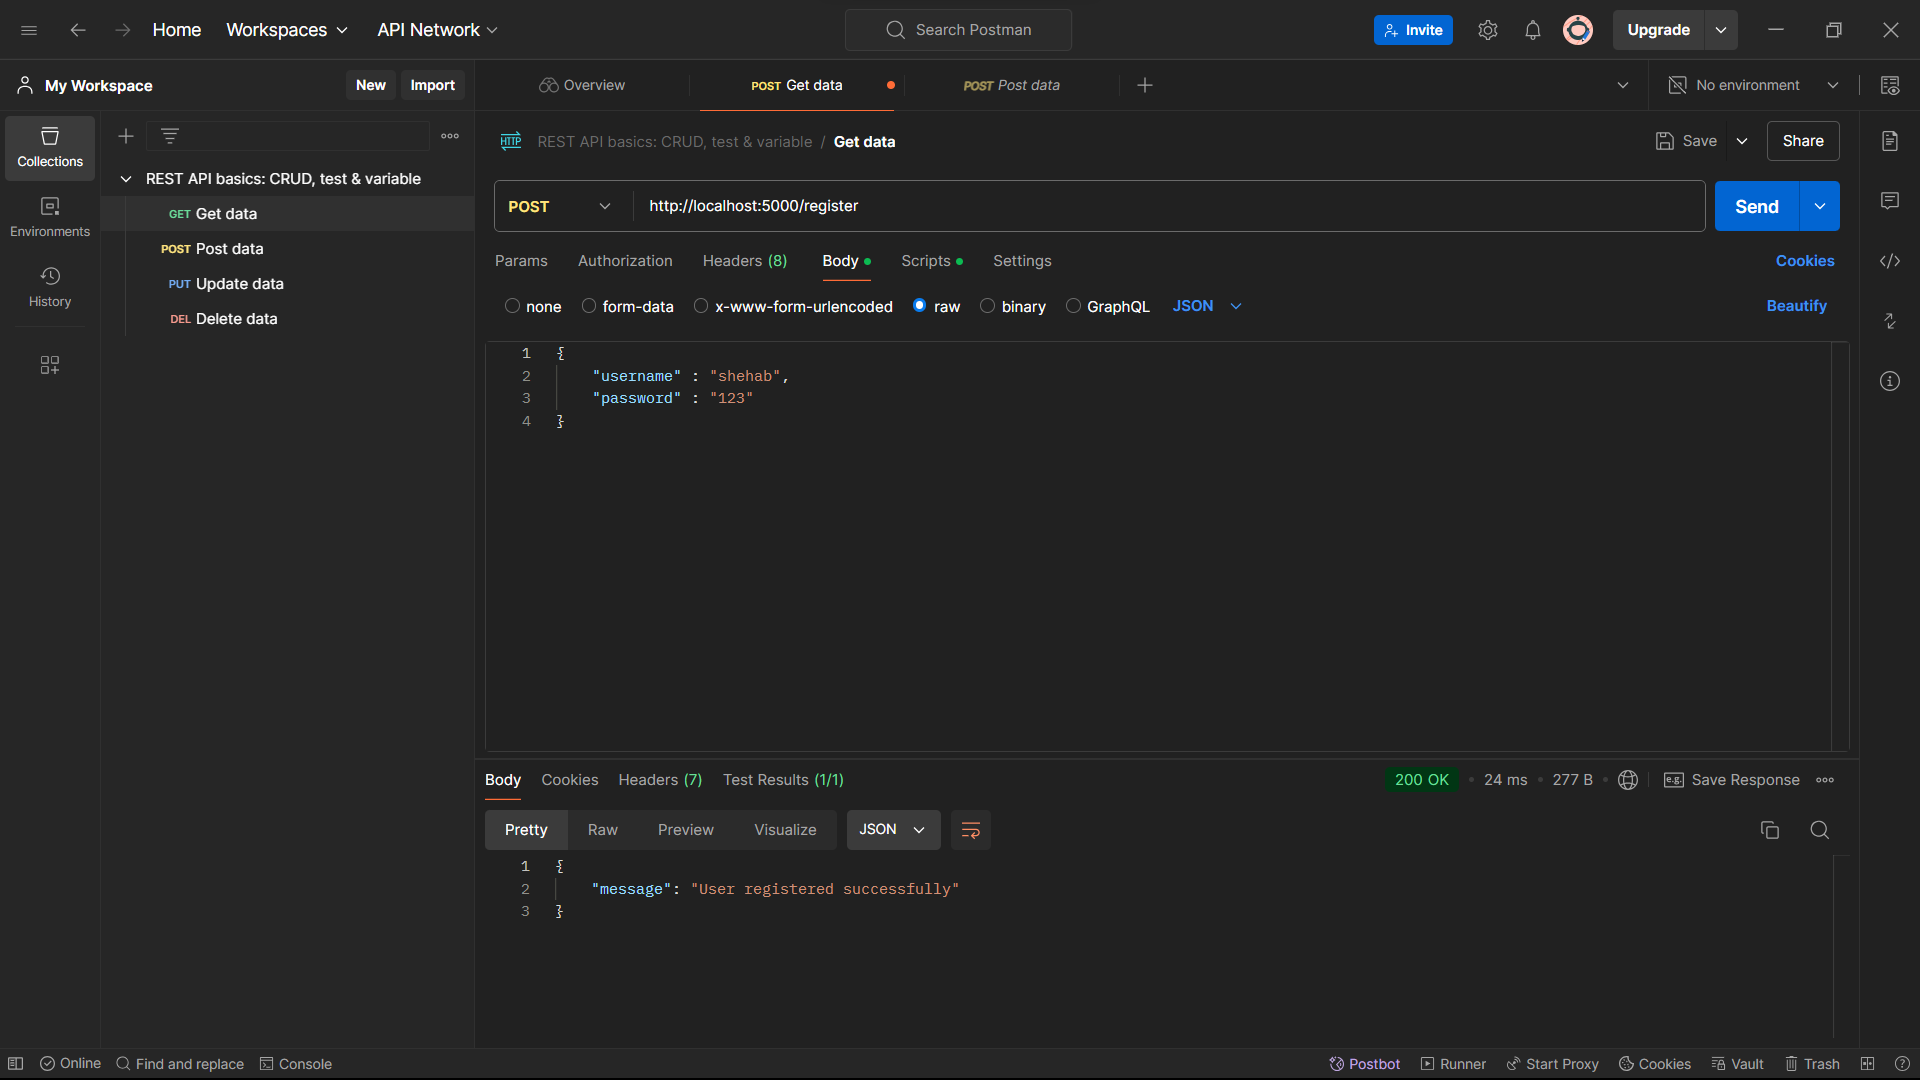 Home Workspaces API Network Search Postman Invite Upgrade
My Workspace New Import Overview POST Get data POST Post data No environment
Collections
Environments
History
REST API basics: CRUD, test & variable
GET Get data
POST Post data
PUT Update data
DEL Delete data
HTTP REST API basics: CRUD, test & variable / Get data Save Share
POST http://localhost:5000/register Send
Params Authorization Headers (8) Body Scripts Settings Cookies
none form-data x-www-form-urlencoded raw binary GraphQL JSON Beautify
1 {
2 "username" : "shehab",
3 "password" : "123"
4 }
Body Cookies Headers (7) Test Results (1/1) 200 OK • 24 ms • 277 B • e.g. Save Response
Pretty Raw Preview Visualize JSON
1 {
2 "message": "User registered successfully"
3 }
Online Find and replace Console Postbot Runner Start Proxy Cookies Vault Trash